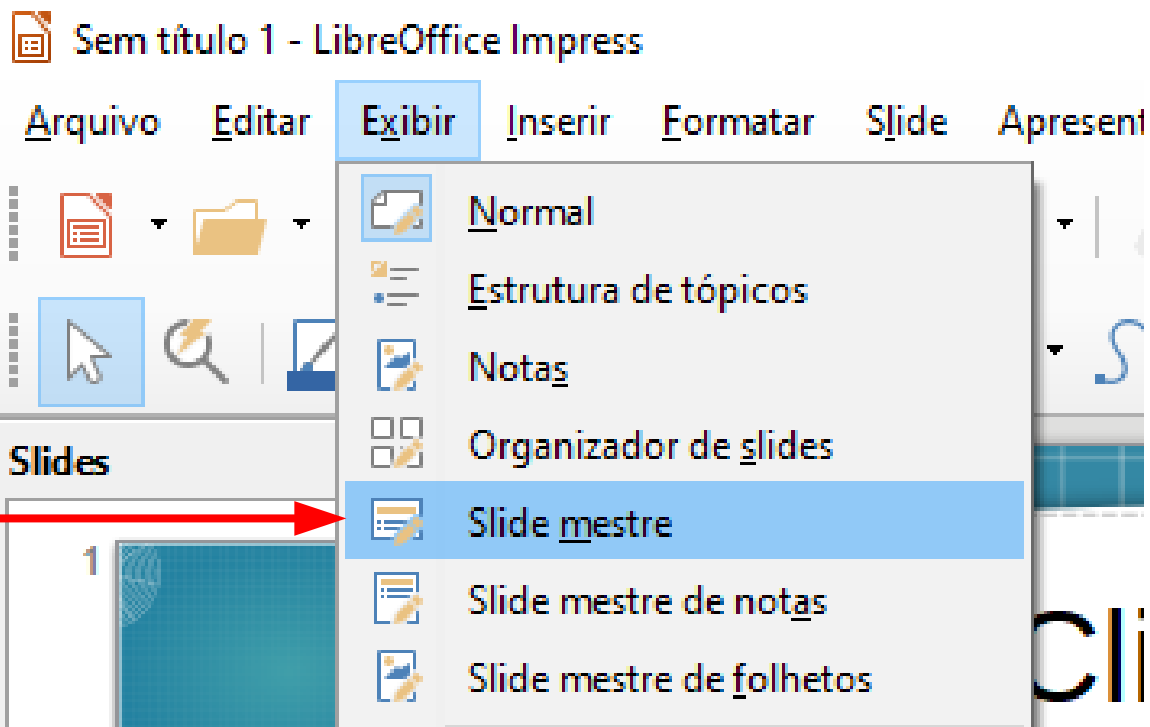 Sem título 1 - LibreOffice Impress
Arquivo Editar Exibir Inserir Formatar Slide
Normal
Estrutura de tópicos
Notas
Organizador de slides
Slides
Slide mestre
1
Slide mestre de notas
Slide mestre de folhetos